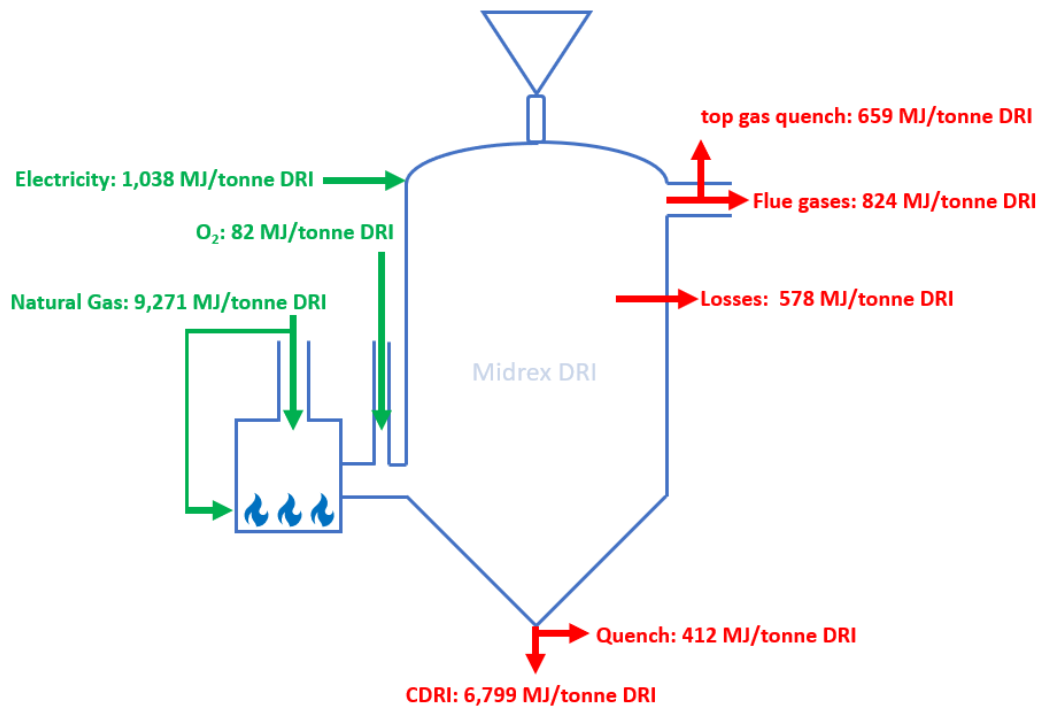 top gas quench: 659 MJ/tonne DRI
Electricity: 1,038 MJ/tonne DRI
Flue gases: 824 MJ/tonne DRI
O₂: 82 MJ/tonne DRI
Natural Gas: 9,271 MJ/tonne DRI
Losses:  578 MJ/tonne DRI
Midrex DRI
Quench: 412 MJ/tonne DRI
CDRI: 6,799 MJ/tonne DRI